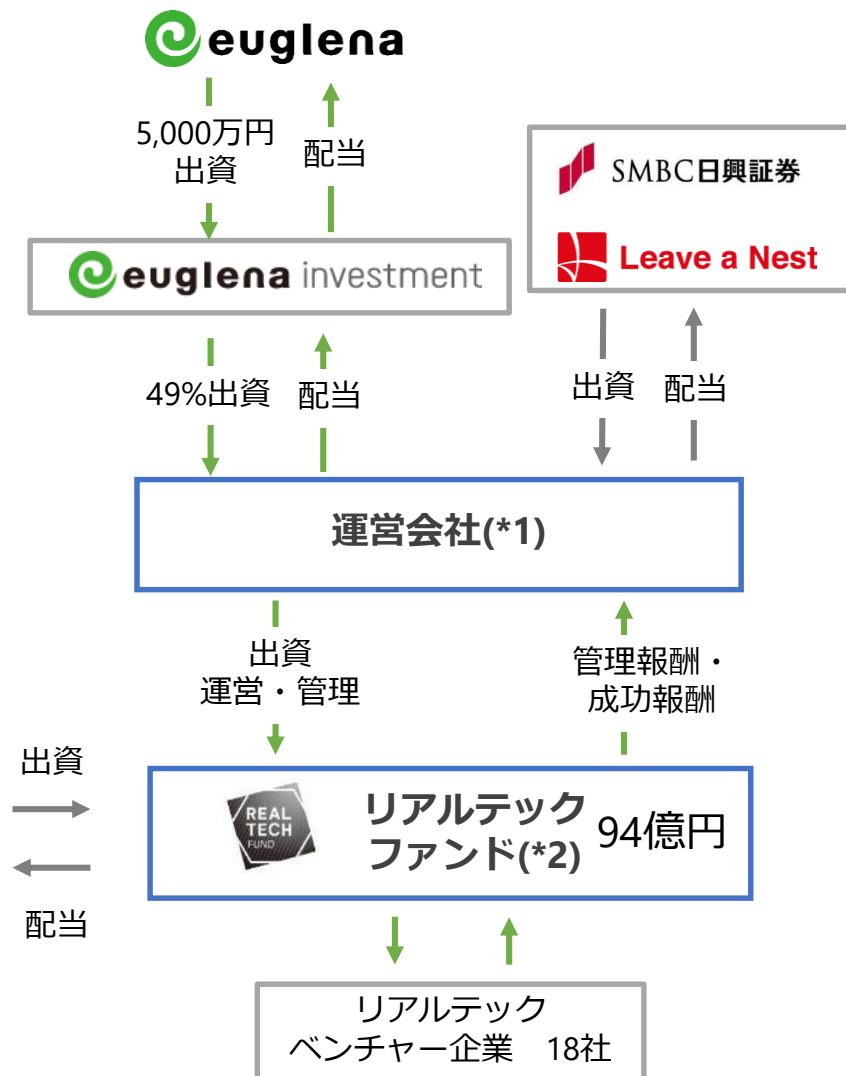 euglena
5,000万円
出資
配当
SMBC日興証券
Leave a Nest
euglena investment
49%出資
配当
出資
配当
運営会社(*1)
出資
運営・管理
管理報酬・
成功報酬
出資
配当
REAL
TECH
FUND
リアルテック
ファンド(*2)
94億円
リアルテック
ベンチャー企業　18社